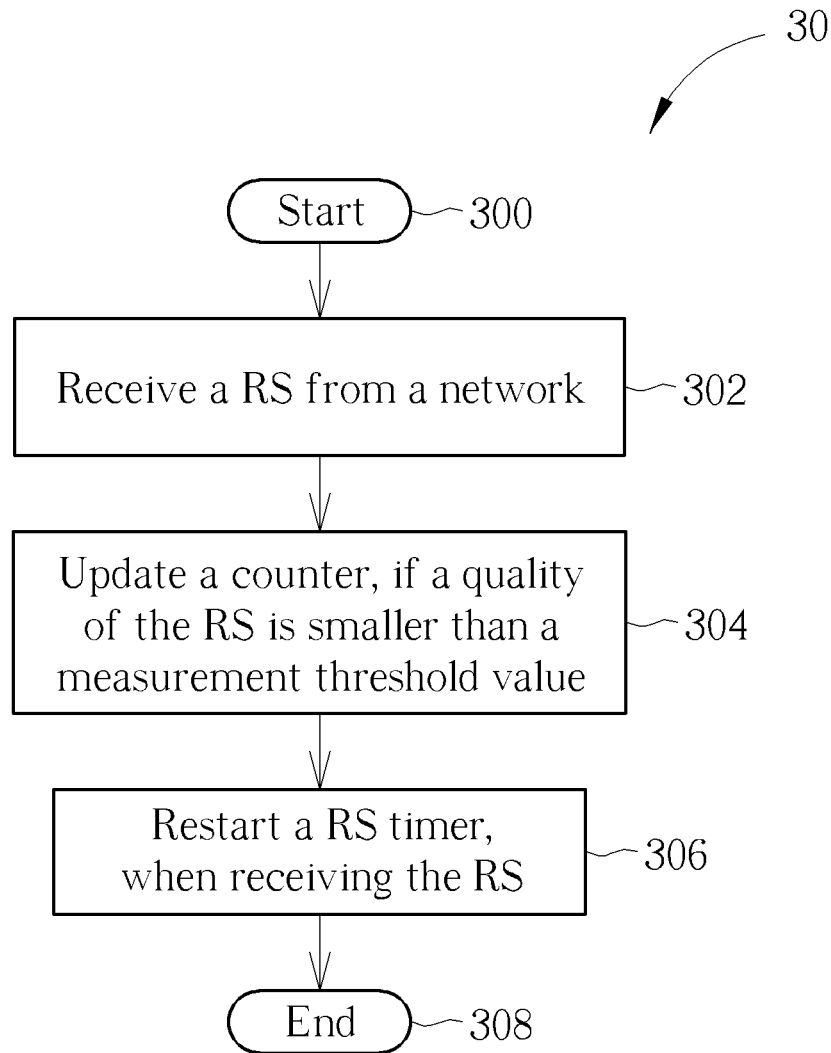 30
Start
300
Receive a RS from a network
302
Update a counter, if a quality
of the RS is smaller than a
measurement threshold value
304
Restart a RS timer,
when receiving the RS
306
End
308